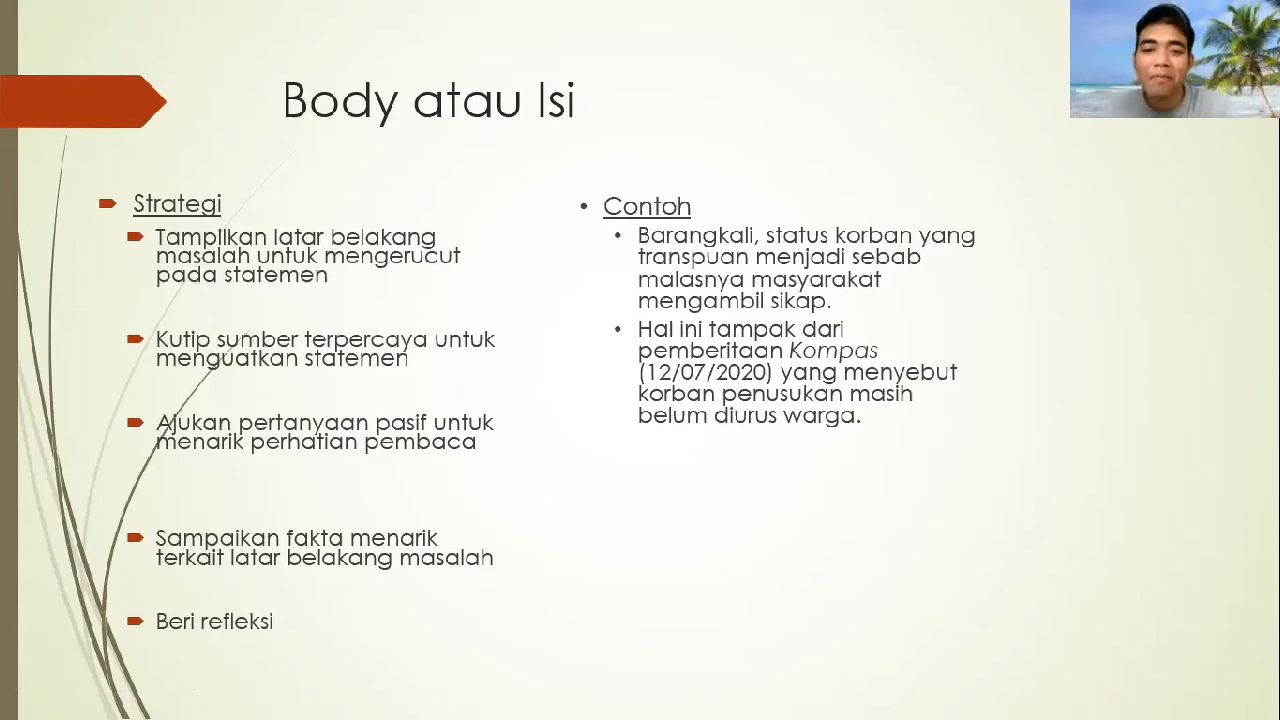 Body atau Isi
Strategi
Tampilkan latar belakang
masalah untuk mengerucut
pada statemen
Kutip sumber terpercaya untuk
menguatkan statemen
Ajukan pertanyaan pasif untuk
menarik perhatian pembaca
Sampaikan fakta menarik
terkait latar belakang masalah
Beri refleksi
Contoh
Barangkali, status korban yang
transpuan menjadi sebab
malasnya masyarakat
mengambil sikap.
Hal ini tampak dari
pemberitaan Kompas
(12/07/2020) yang menyebut
korban penusukan masih
belum diurus warga.